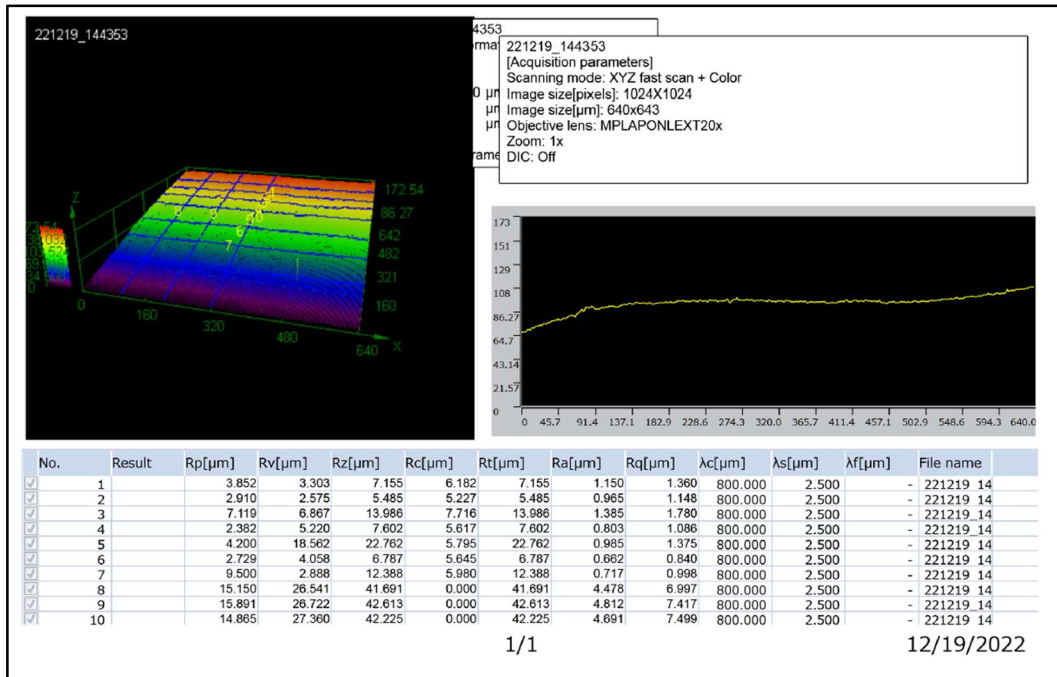 221219_144353
221219_144353
[Acquisition parameters]
Scanning mode: XYZ fast scan + Color
Image size[pixels]: 1024X1024
Image size[µm]: 640x643
Objective lens: MPLAPONLEXT20x
Zoom: 1x
DIC: Off
Z
172.54
86.27
642
482
321
160
0
160
320
480
640
X
6
7
173
151
129
108
86.27
64.7
43.14
21.57
0
0 45.7 91.4 137.1 182.9 228.6 274.3 320.0 365.7 411.4 457.1 502.9 548.6 594.3 640.0
No. Result Rp[µm] Rv[µm] Rz[µm] Rc[µm] Rt[µm] Ra[µm] Rq[µm] λc[µm] λs[µm] λf[µm] File name
1 3.852 3.303 7.155 6.182 7.155 1.150 1.360 800.000 2.500 - 221219_14
2 2.910 2.575 5.485 5.227 5.485 0.965 1.148 800.000 2.500 - 221219_14
3 7.119 6.867 13.986 7.716 13.986 1.385 1.780 800.000 2.500 - 221219_14
4 2.382 5.220 7.602 5.617 7.602 0.803 1.086 800.000 2.500 - 221219_14
5 4.200 18.562 22.762 5.795 22.762 0.985 1.375 800.000 2.500 - 221219_14
6 2.729 4.058 6.787 5.645 6.787 0.662 0.840 800.000 2.500 - 221219_14
7 9.500 2.888 12.388 5.980 12.388 0.717 0.998 800.000 2.500 - 221219_14
8 15.150 26.541 41.691 0.000 41.691 4.478 6.997 800.000 2.500 - 221219_14
9 15.891 26.722 42.613 0.000 42.613 4.812 7.417 800.000 2.500 - 221219_14
10 14.865 27.360 42.225 0.000 42.225 4.691 7.499 800.000 2.500 - 221219_14
1/1
12/19/2022